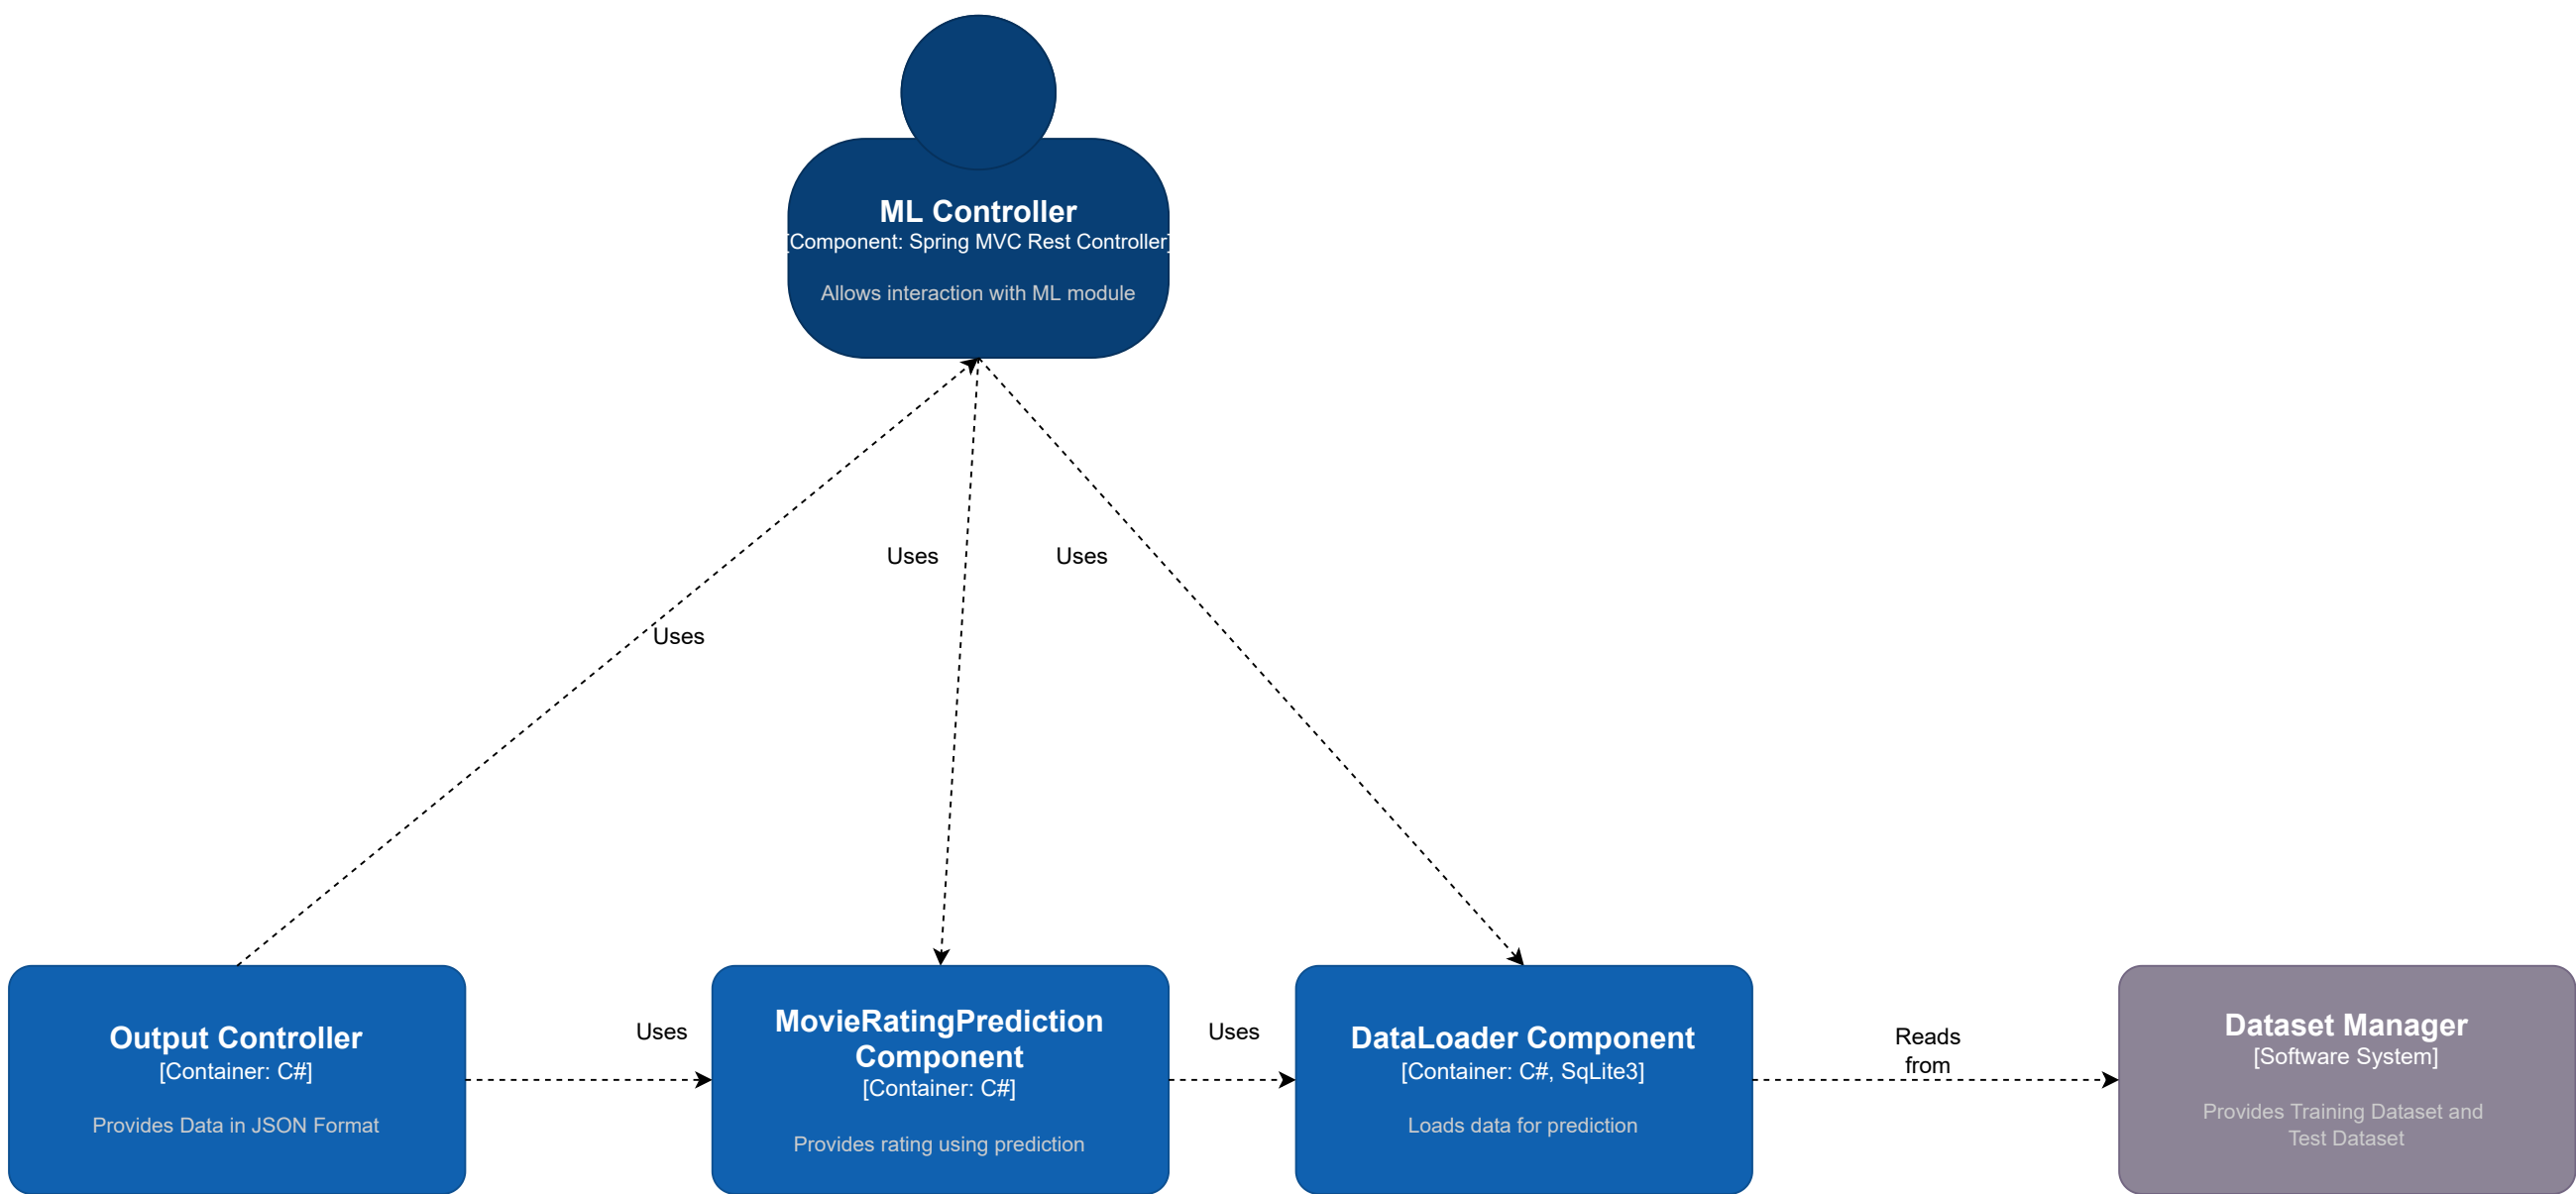 ML Controller
[Component: Spring MVC Rest Controller]
Allows interaction with ML module
Uses
Uses
Uses
Output Controller
[Container: C#]
Provides Data in JSON Format
Uses
MovieRatingPrediction
Component
[Container: C#]
Provides rating using prediction
Uses
DataLoader Component
[Container: C#, SqLite3]
Loads data for prediction
Reads
from
Dataset Manager
[Software System]
Provides Training Dataset and
Test Dataset